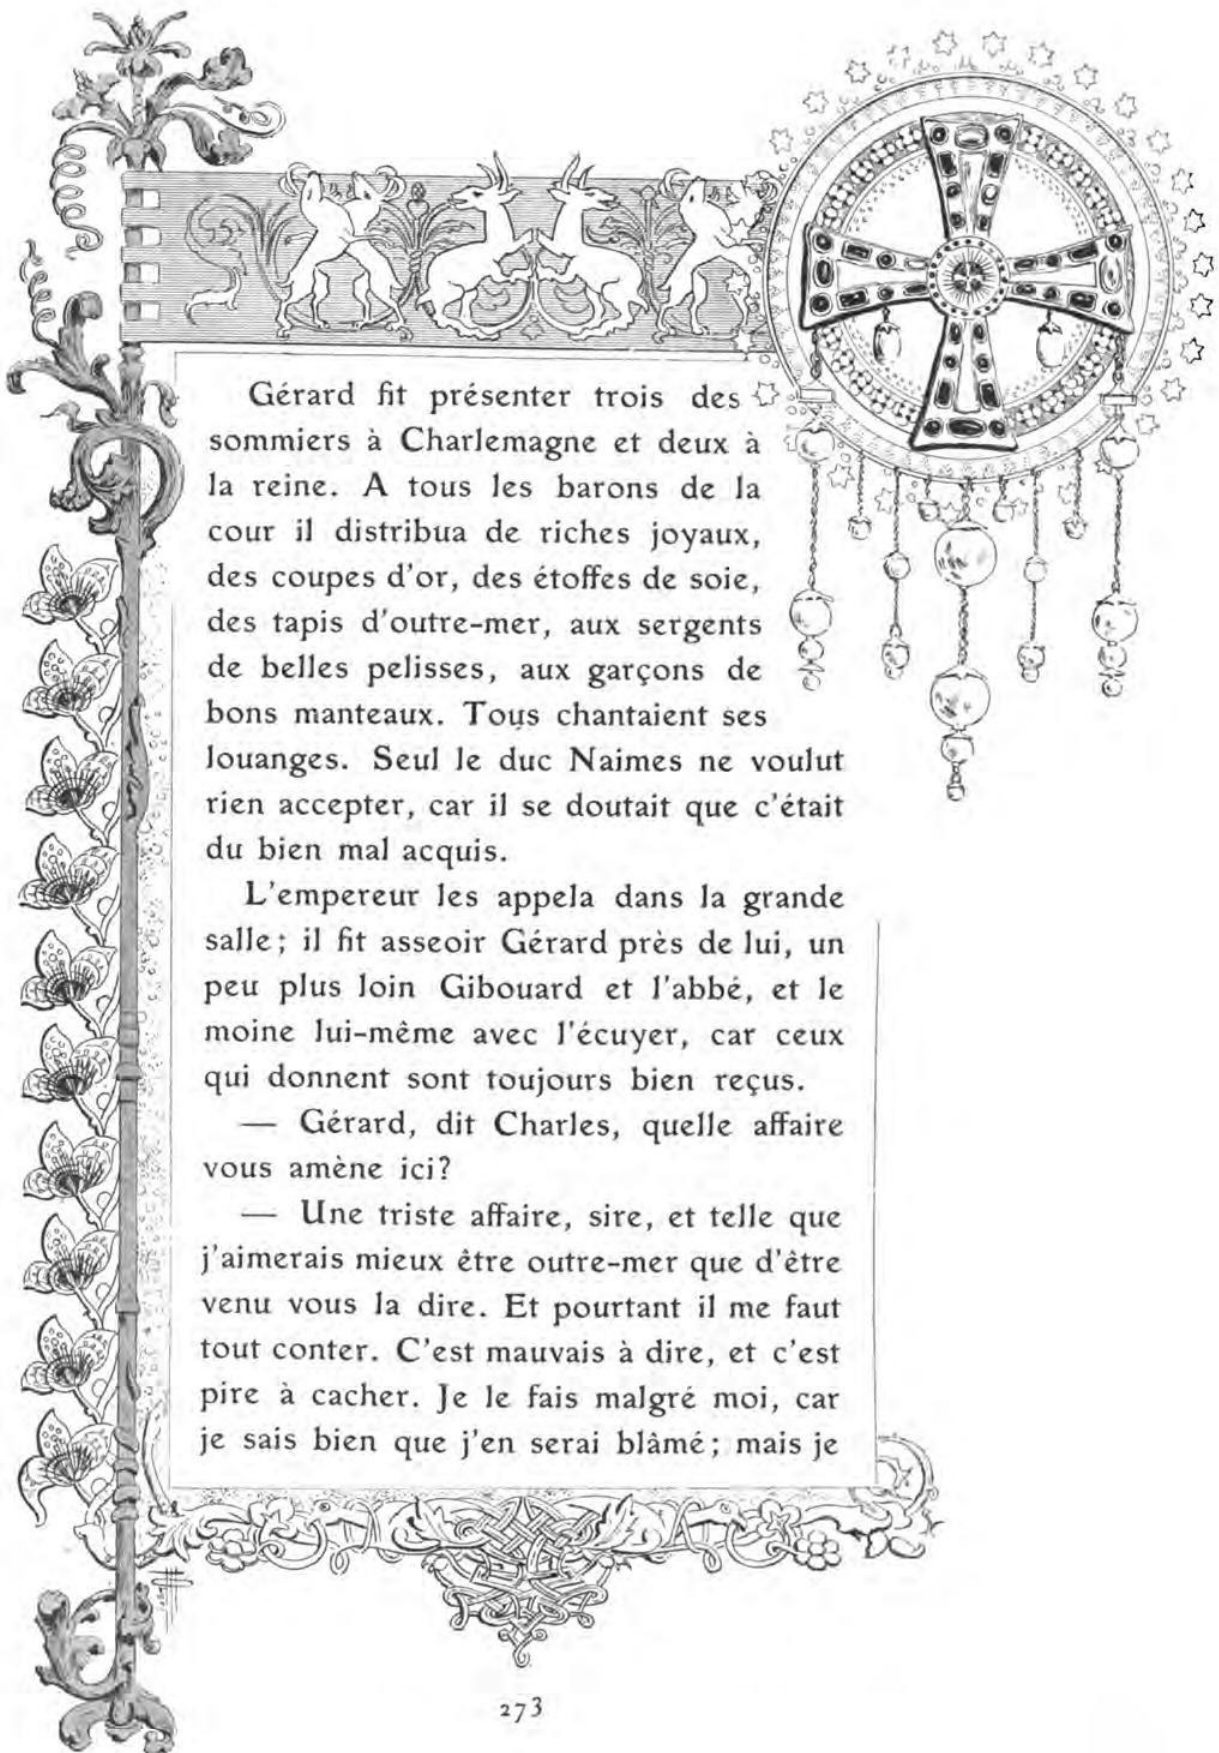 Gérard fit présenter trois des
sommiers à Charlemagne et deux à
la reine. A tous les barons de la
cour il distribua de riches joyaux,
des coupes d'or, des étoffes de soie,
des tapis d'outre-mer, aux sergents
de belles pelisses, aux garçons de
bons manteaux. Tous chantaient ses
louanges. Seul le duc Naimes ne voulut
rien accepter, car il se doutait que c'était
du bien mal acquis.
L'empereur les appela dans la grande
salle; il fit asseoir Gérard près de lui, un
peu plus loin Gibouard et l'abbé, et le
moine lui-même avec l'écuyer, car ceux
qui donnent sont toujours bien reçus.
— Gérard, dit Charles, quelle affaire
vous amène ici?
— Une triste affaire, sire, et telle que
j'aimerais mieux être outre-mer que d'être
venu vous la dire. Et pourtant il me faut
tout conter. C'est mauvais à dire, et c'est
pire à cacher. Je le fais malgré moi, car
je sais bien que j'en serai blâmé; mais je
273